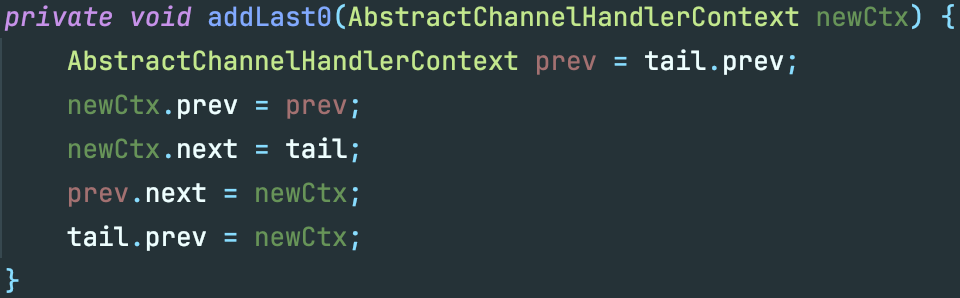 private void addLast0(AbstractChannelHandlerContext newCtx) {
    AbstractChannelHandlerContext prev = tail.prev;
    newCtx.prev = prev;
    newCtx.next = tail;
    prev.next = newCtx;
    tail.prev = newCtx;
}